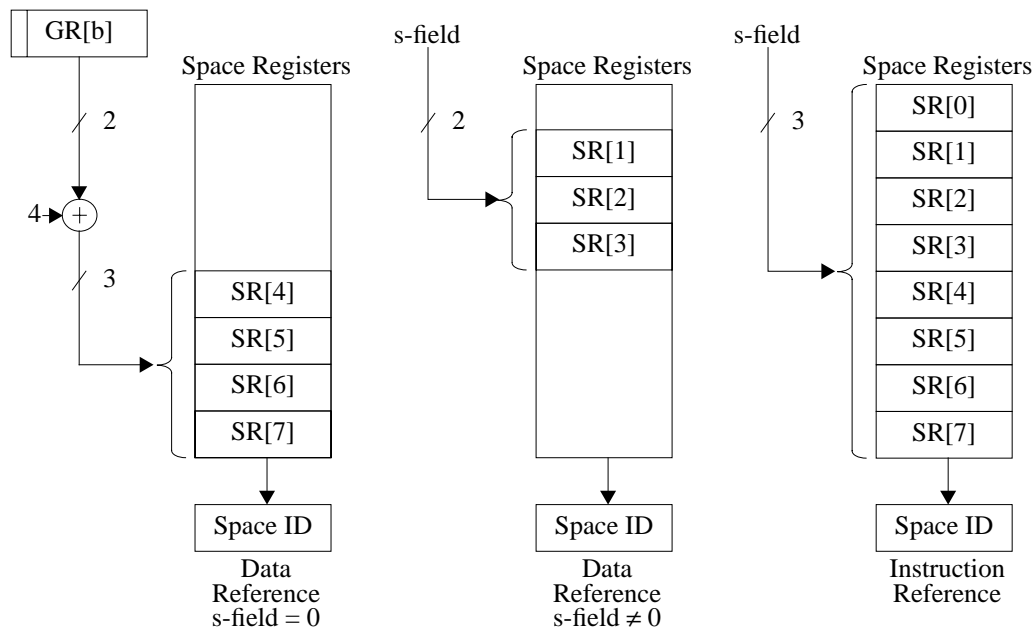 GR[b]
2
4
+
3
Space Registers
SR[4]
SR[5]
SR[6]
SR[7]
Space ID
Data
Reference
s-field = 0
s-field
2
Space Registers
SR[1]
SR[2]
SR[3]
Space ID
Data
Reference
s-field ≠ 0
s-field
3
Space Registers
SR[0]
SR[1]
SR[2]
SR[3]
SR[4]
SR[5]
SR[6]
SR[7]
Space ID
Instruction
Reference